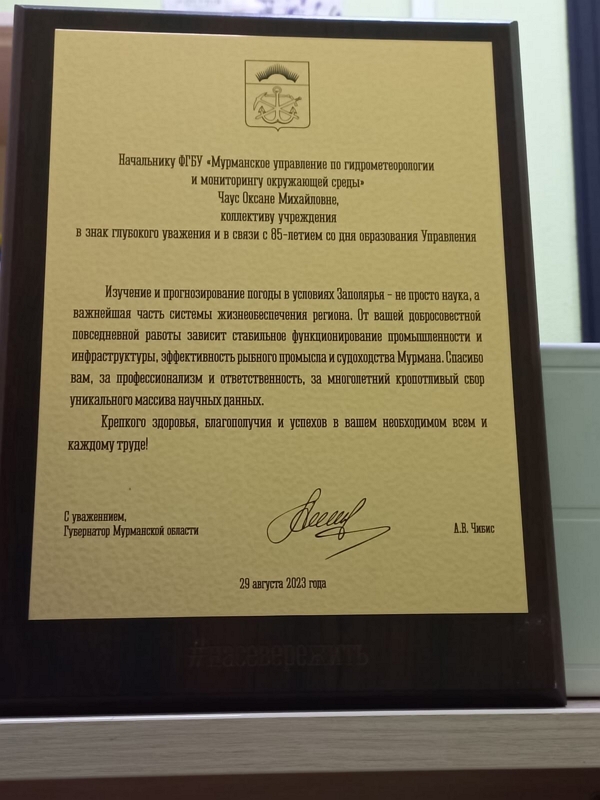 Начальнику ФГБУ «Мурманское управление по гидрометеорологии
и мониторингу окружающей среды»
Чаус Оксане Михайловне,
коллективу учреждения
в знак глубокого уважения и в связи с 85-летием со дня образования Управления
Изучение и прогнозирование погоды в условиях Заполярья - не просто наука, а
важнейшая часть системы жизнеобеспечения региона. От вашей добросовестной
повседневной работы зависит стабильное функционирование промышленности и
инфраструктуры, эффективность рыбного промысла и судоходства Мурмана. Спасибо
вам, за профессионализм и ответственность, за многолетний кропотливый сбор
уникального массива научных данных.
Крепкого здоровья, благополучия и успехов в вашем необходимом всем и
каждому труде!
С уважением,
Губернатор Мурманской области
А.В. Чибис
29 августа 2023 года
#насевережить